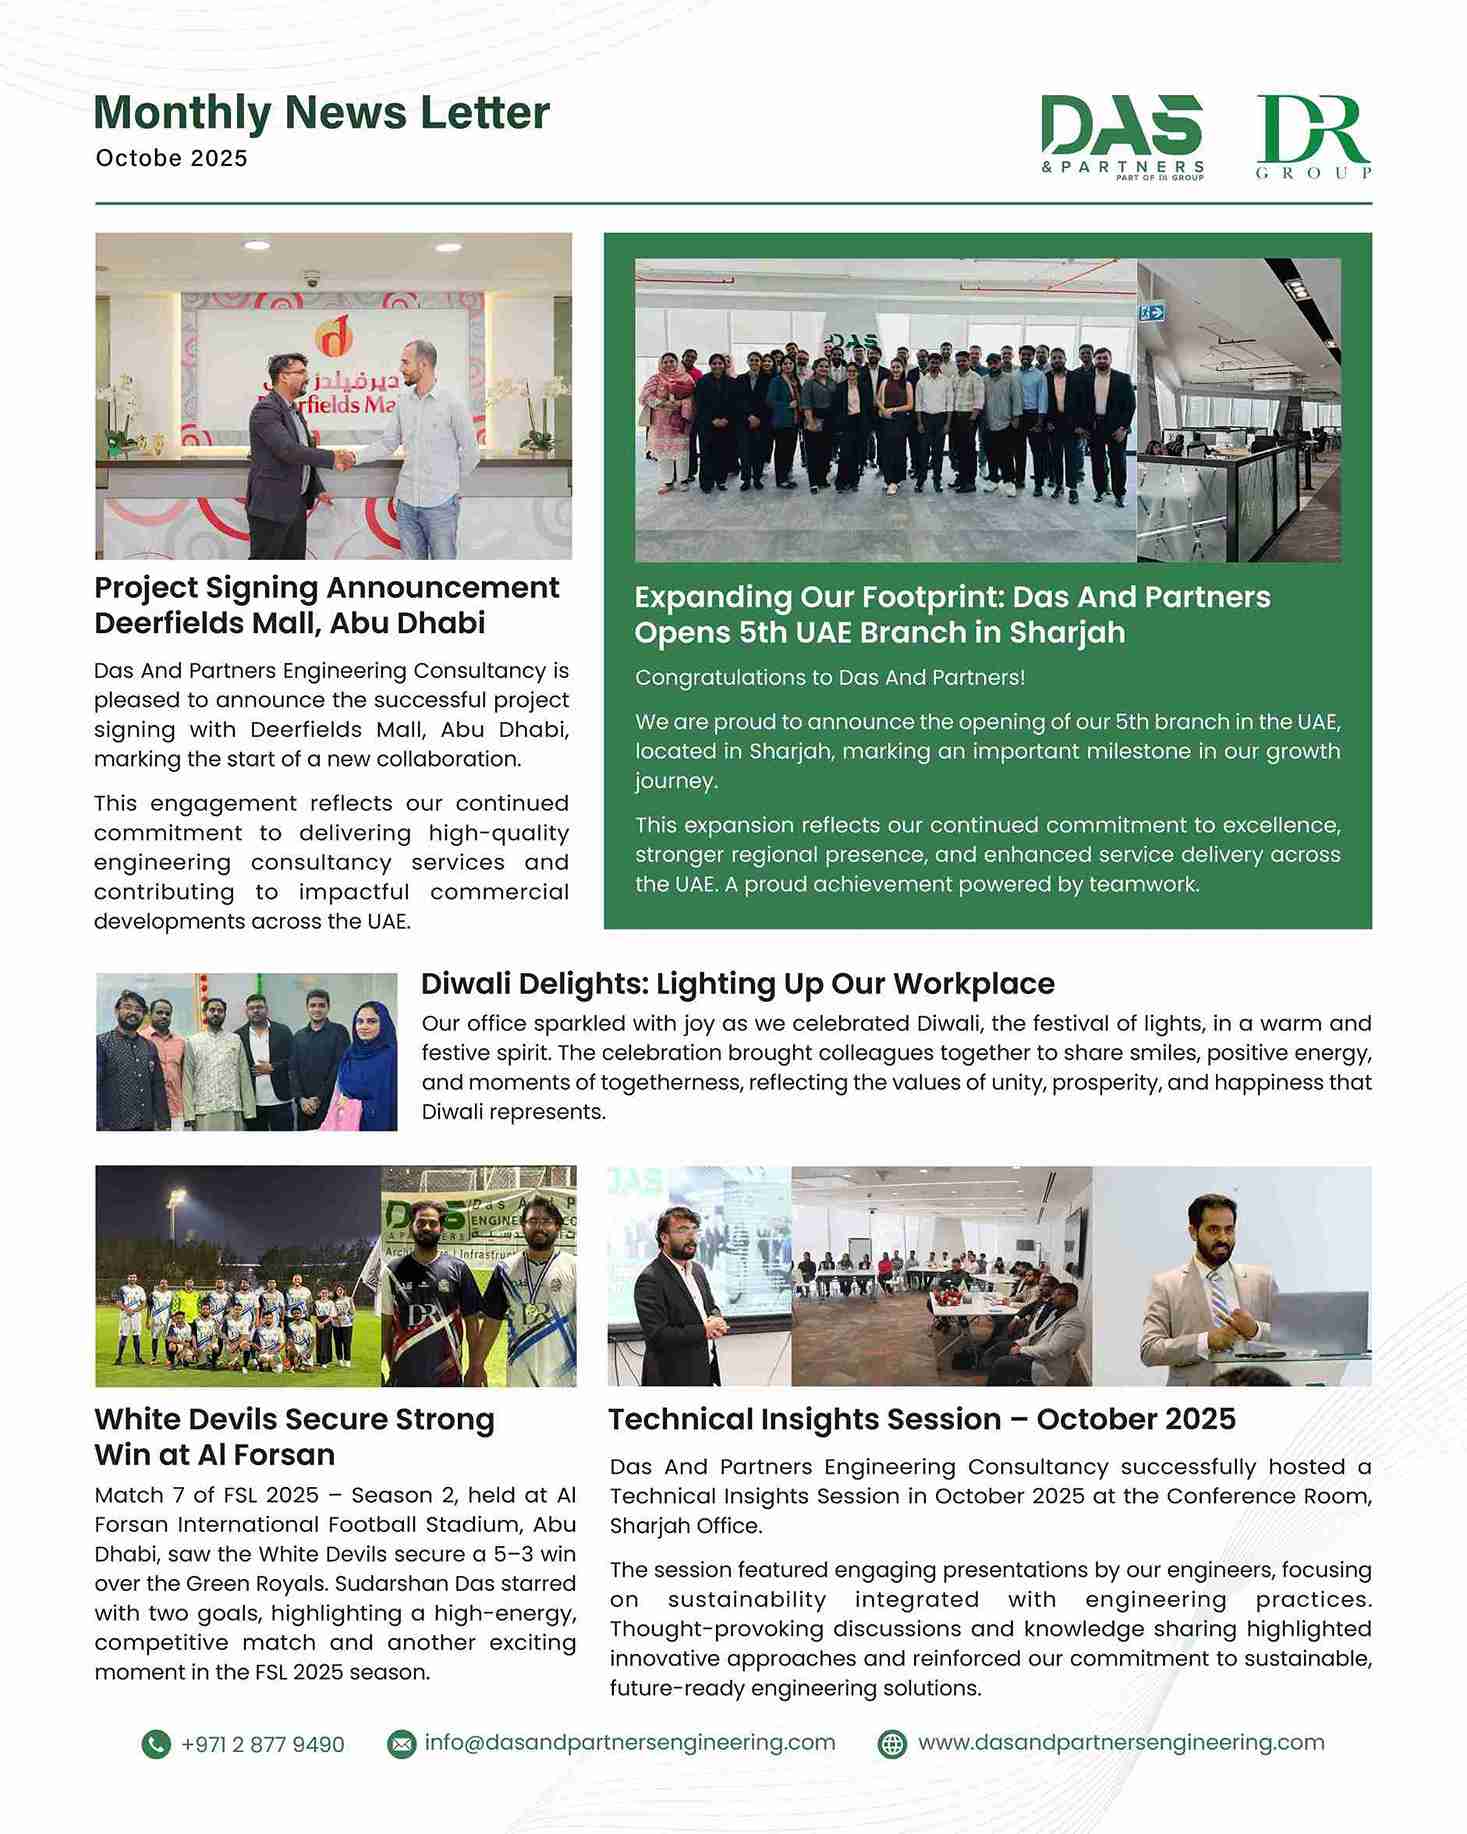 Monthly News Letter
Octobe 2025
DAS
& PARTNERS
PART OF DI GROUP
DR
GROUP
ديرفيلدز
Deerfields Ma
Project Signing Announcement
Deerfields Mall, Abu Dhabi
Das And Partners Engineering Consultancy is
pleased to announce the successful project
signing with Deerfields Mall, Abu Dhabi,
marking the start of a new collaboration.
This engagement reflects our continued
commitment to delivering high-quality
engineering consultancy services and
contributing to impactful commercial
developments across the UAE.
DAS
Expanding Our Footprint: Das And Partners
Opens 5th UAE Branch in Sharjah
Congratulations to Das And Partners!
We are proud to announce the opening of our 5th branch in the UAE,
located in Sharjah, marking an important milestone in our growth
journey.
This expansion reflects our continued commitment to excellence,
stronger regional presence, and enhanced service delivery across
the UAE. A proud achievement powered by teamwork.
Diwali Delights: Lighting Up Our Workplace
Our office sparkled with joy as we celebrated Diwali, the festival of lights, in a warm and
festive spirit. The celebration brought colleagues together to share smiles, positive energy,
and moments of togetherness, reflecting the values of unity, prosperity, and happiness that
Diwali represents.
DAS
& PARTNERS
Das
ENGINE
Infrastruc
DR
DR
White Devils Secure Strong
Win at Al Forsan
Match 7 of FSL 2025 – Season 2, held at Al
Forsan International Football Stadium, Abu
Dhabi, saw the White Devils secure a 5–3 win
over the Green Royals. Sudarshan Das starred
with two goals, highlighting a high-energy,
competitive match and another exciting
moment in the FSL 2025 season.
DAS
Technical Insights Session – October 2025
Das And Partners Engineering Consultancy successfully hosted a
Technical Insights Session in October 2025 at the Conference Room,
Sharjah Office.
The session featured engaging presentations by our engineers, focusing
on sustainability integrated with engineering practices.
Thought-provoking discussions and knowledge sharing highlighted
innovative approaches and reinforced our commitment to sustainable,
future-ready engineering solutions.
+971 2 877 9490
info@dasandpartnersengineering.com
www.dasandpartnersengineering.com